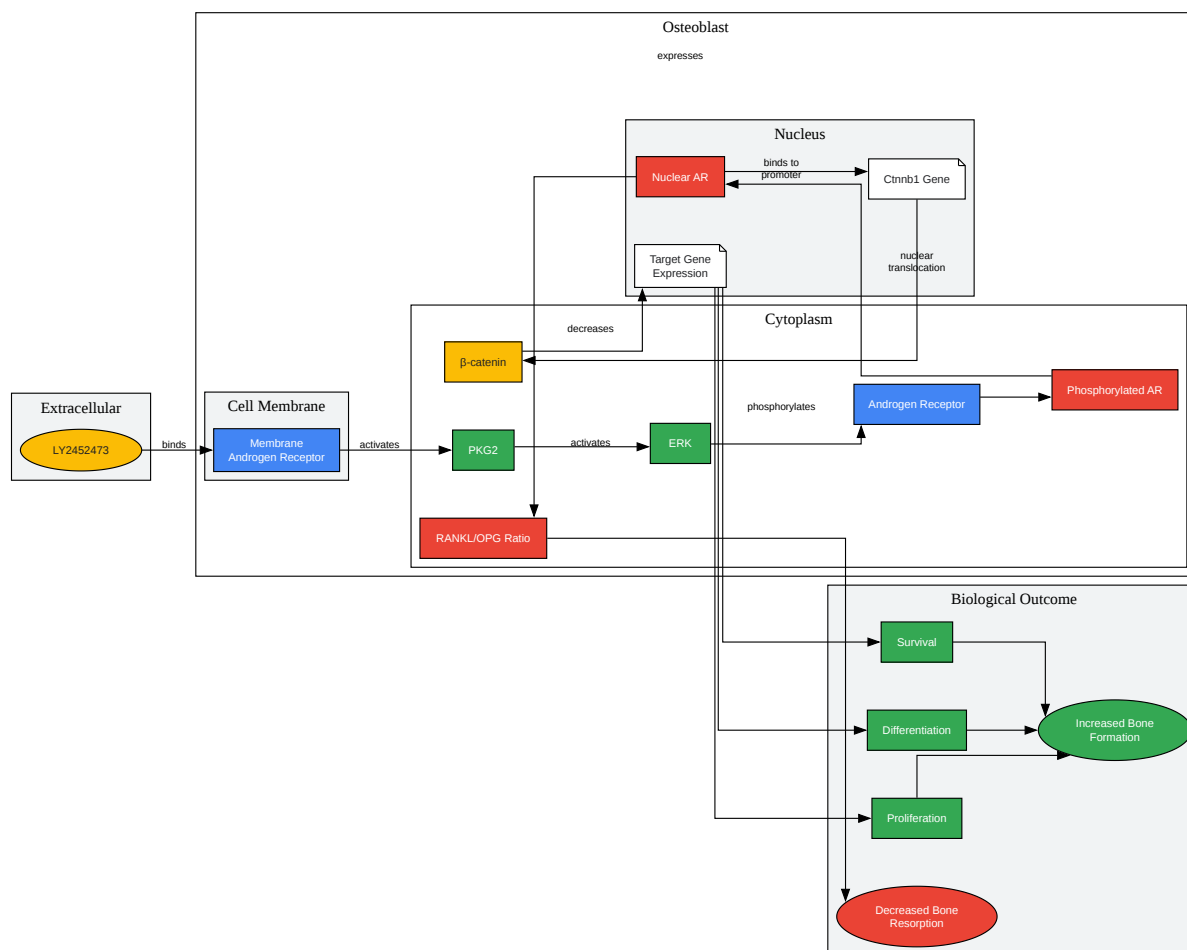 Osteoblast
expresses
Nucleus
Nuclear AR
binds to
promoter
Ctnnb1 Gene
Target Gene
Expression
nuclear
translocation
Cytoplasm
decreases
β-catenin
Phosphorylated AR
Androgen Receptor
phosphorylates
Extracellular
LY2452473
binds
Cell Membrane
Membrane
Androgen Receptor
activates
PKG2
activates
ERK
RANKL/OPG Ratio
Biological Outcome
Survival
Differentiation
Increased Bone
Formation
Proliferation
Decreased Bone
Resorption